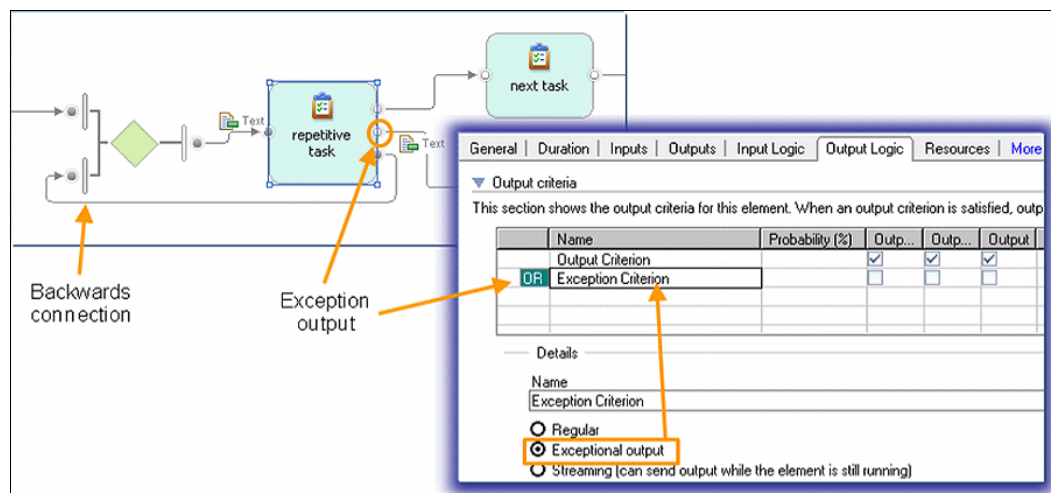 next task
Text
repetitive
task
Text
Backwards
connection
Exception
output
General | Duration | Inputs | Outputs | Input Logic | Output Logic | Resources | More
Output criteria
This section shows the output criteria for this element. When an output criterion is satisfied, outp
Name Probability (%) Outp... Outp... Output
Output Criterion
OR Exception Criterion
Details
Name
Exception Criterion
Regular
Exceptional output
Streaming (can send output while the element is still running)